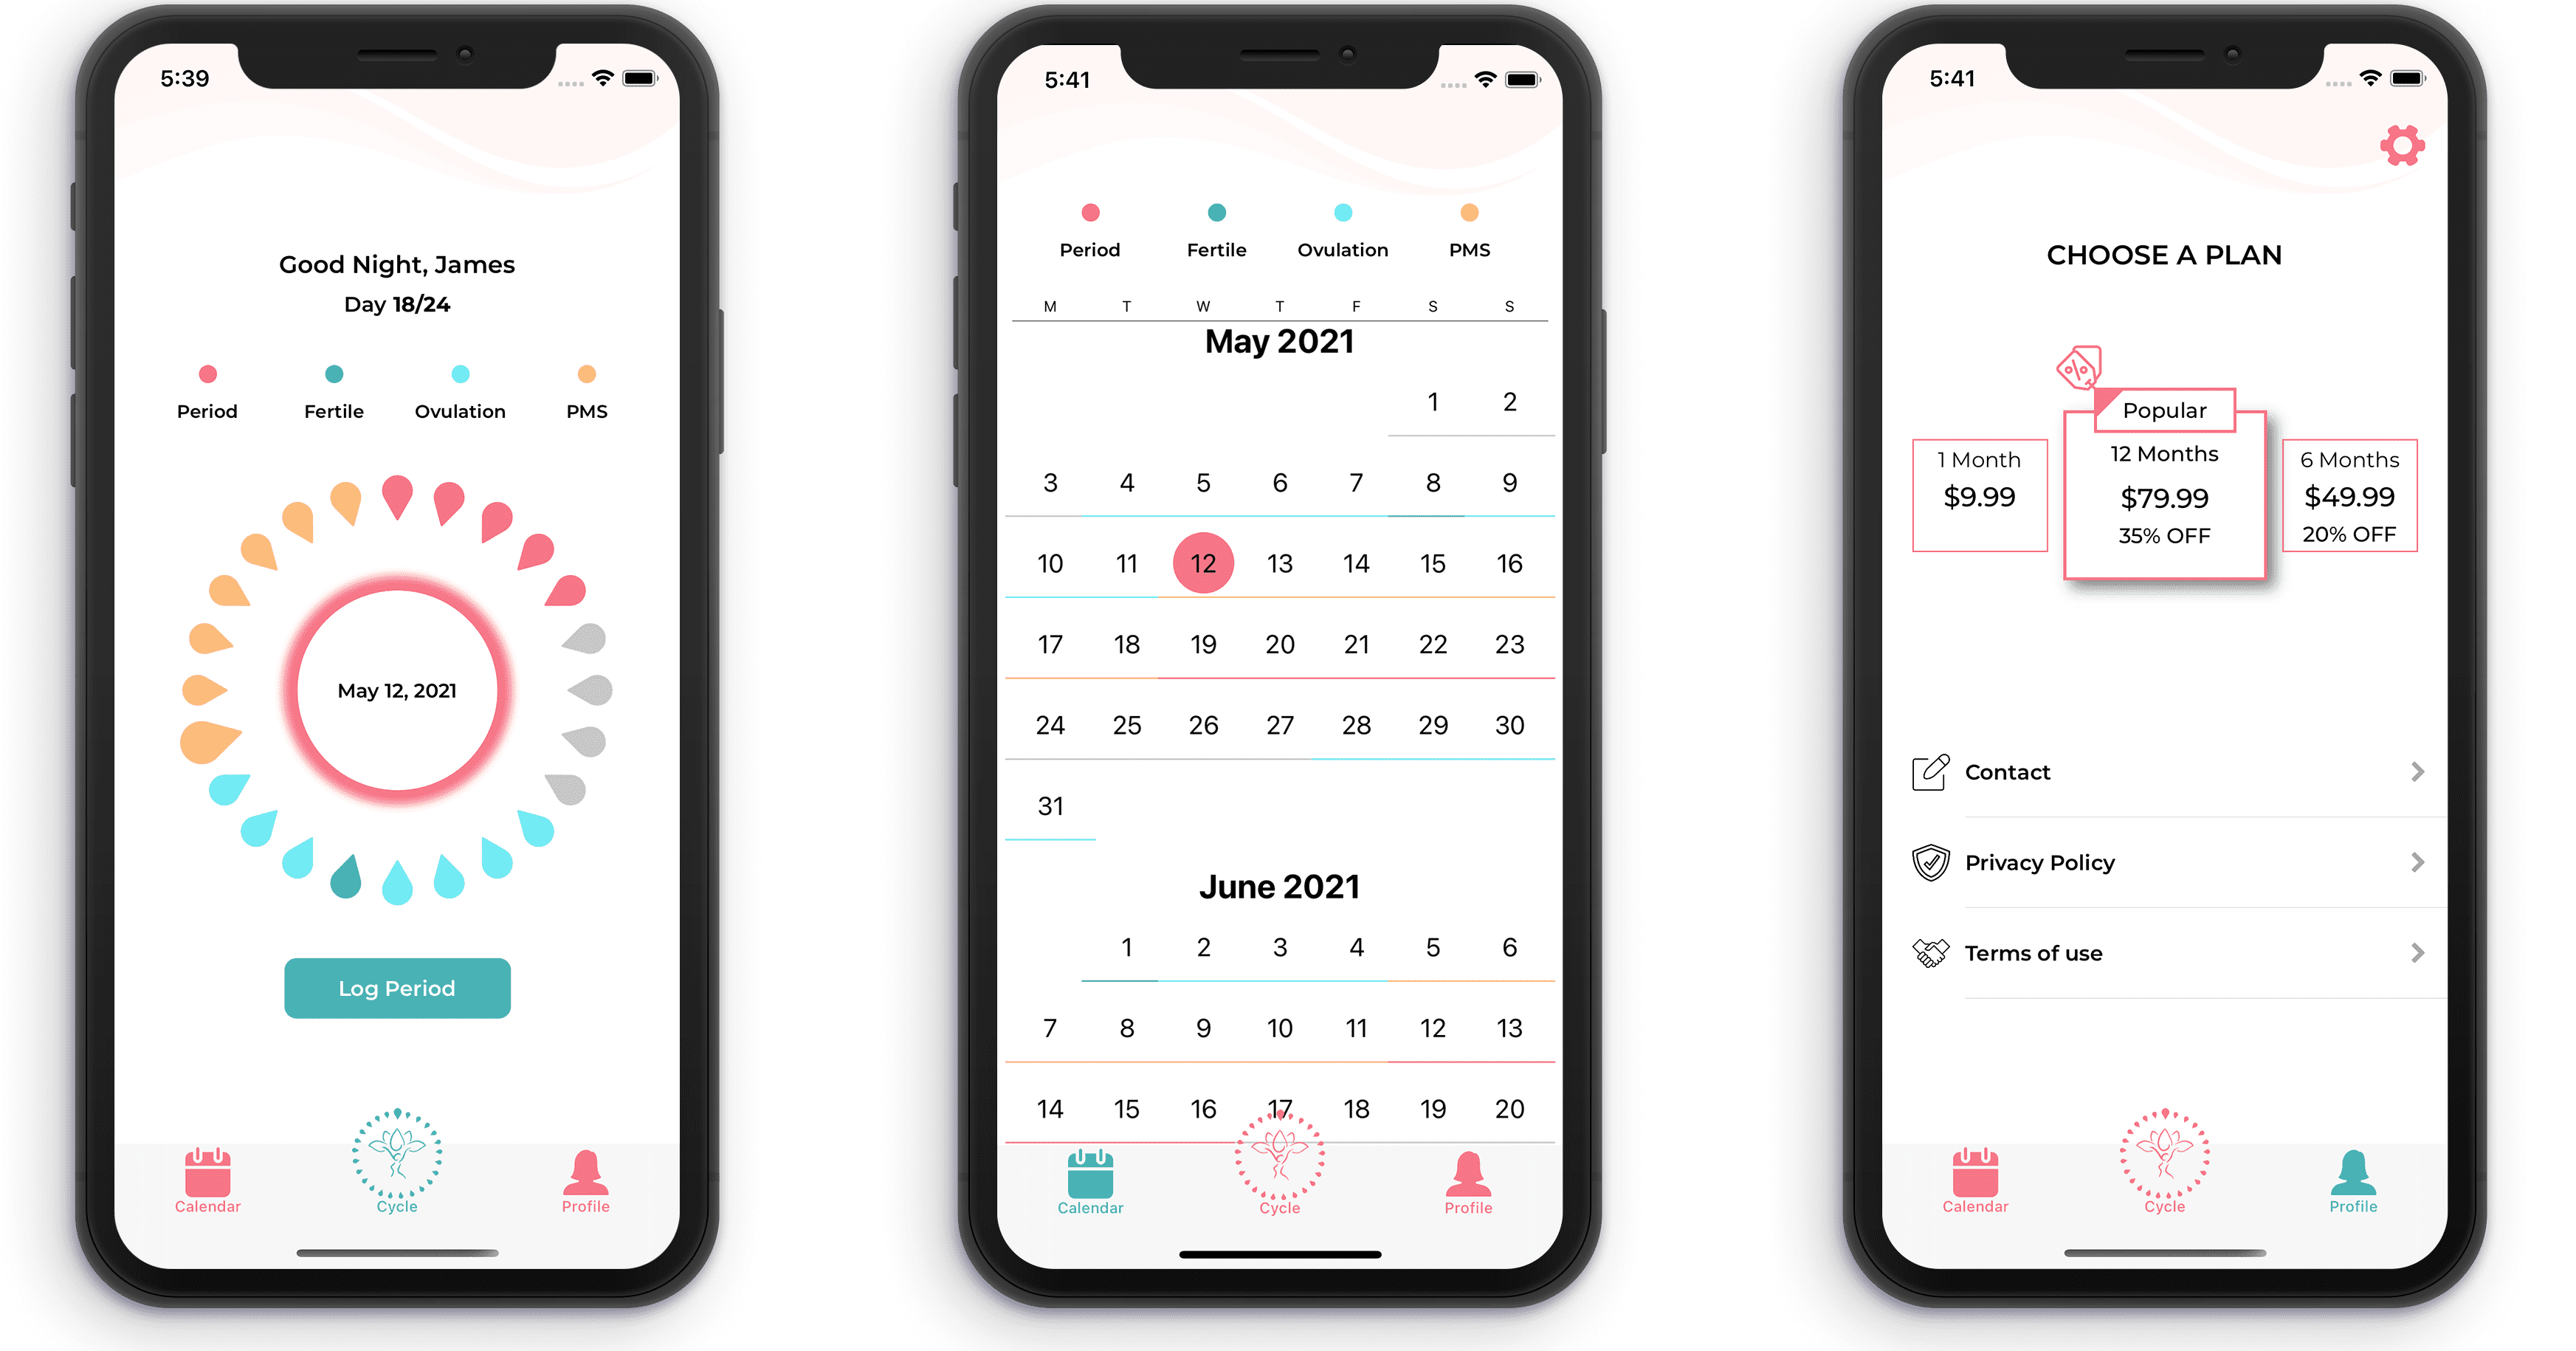 5:39
Good Night, James
Day 18/24
Period Fertile Ovulation PMS
May 12, 2021
Log Period
Calendar Cycle Profile
5:41
Period Fertile Ovulation PMS
M T W T F S S
May 2021
1 2
3 4 5 6 7 8 9
10 11 12 13 14 15 16
17 18 19 20 21 22 23
24 25 26 27 28 29 30
31
June 2021
1 2 3 4 5 6
7 8 9 10 11 12 13
14 15 16 17 18 19 20
Calendar Cycle Profile
5:41
CHOOSE A PLAN
%
Popular
1 Month
$9.99
12 Months
$79.99
35% OFF
6 Months
$49.99
20% OFF
Contact
Privacy Policy
Terms of use
Calendar Cycle Profile